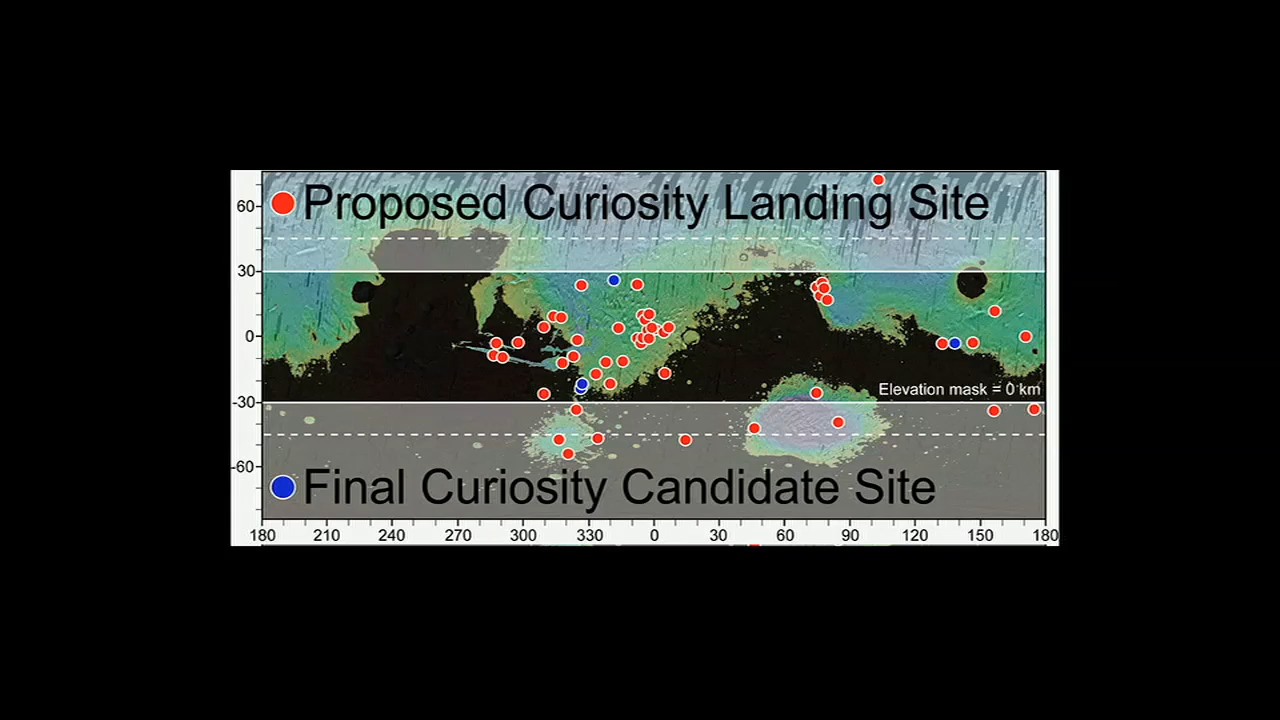 Proposed Curiosity Landing Site
60
30
0
Elevation mask = 0 km
-30
-60
Final Curiosity Candidate Site
180 210 240 270 300 330 0 30 60 90 120 150 180